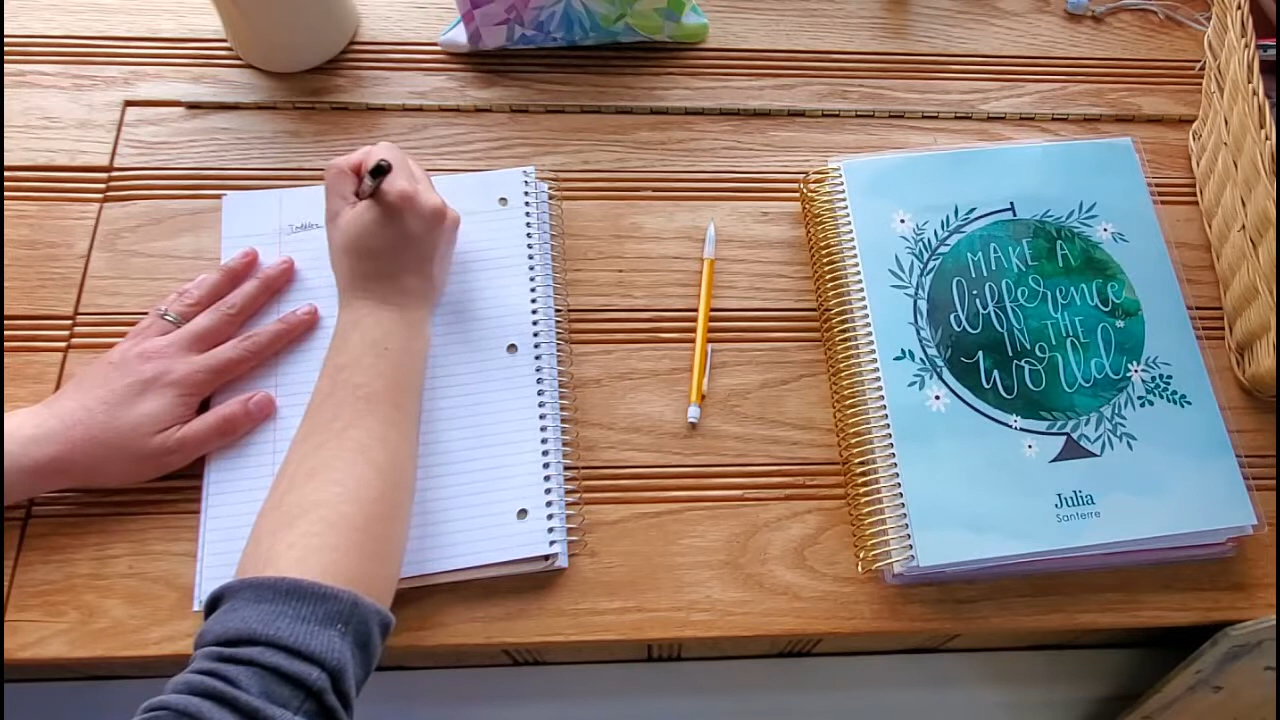 MAKE A
difference
IN THE
world
Julia
Santerre